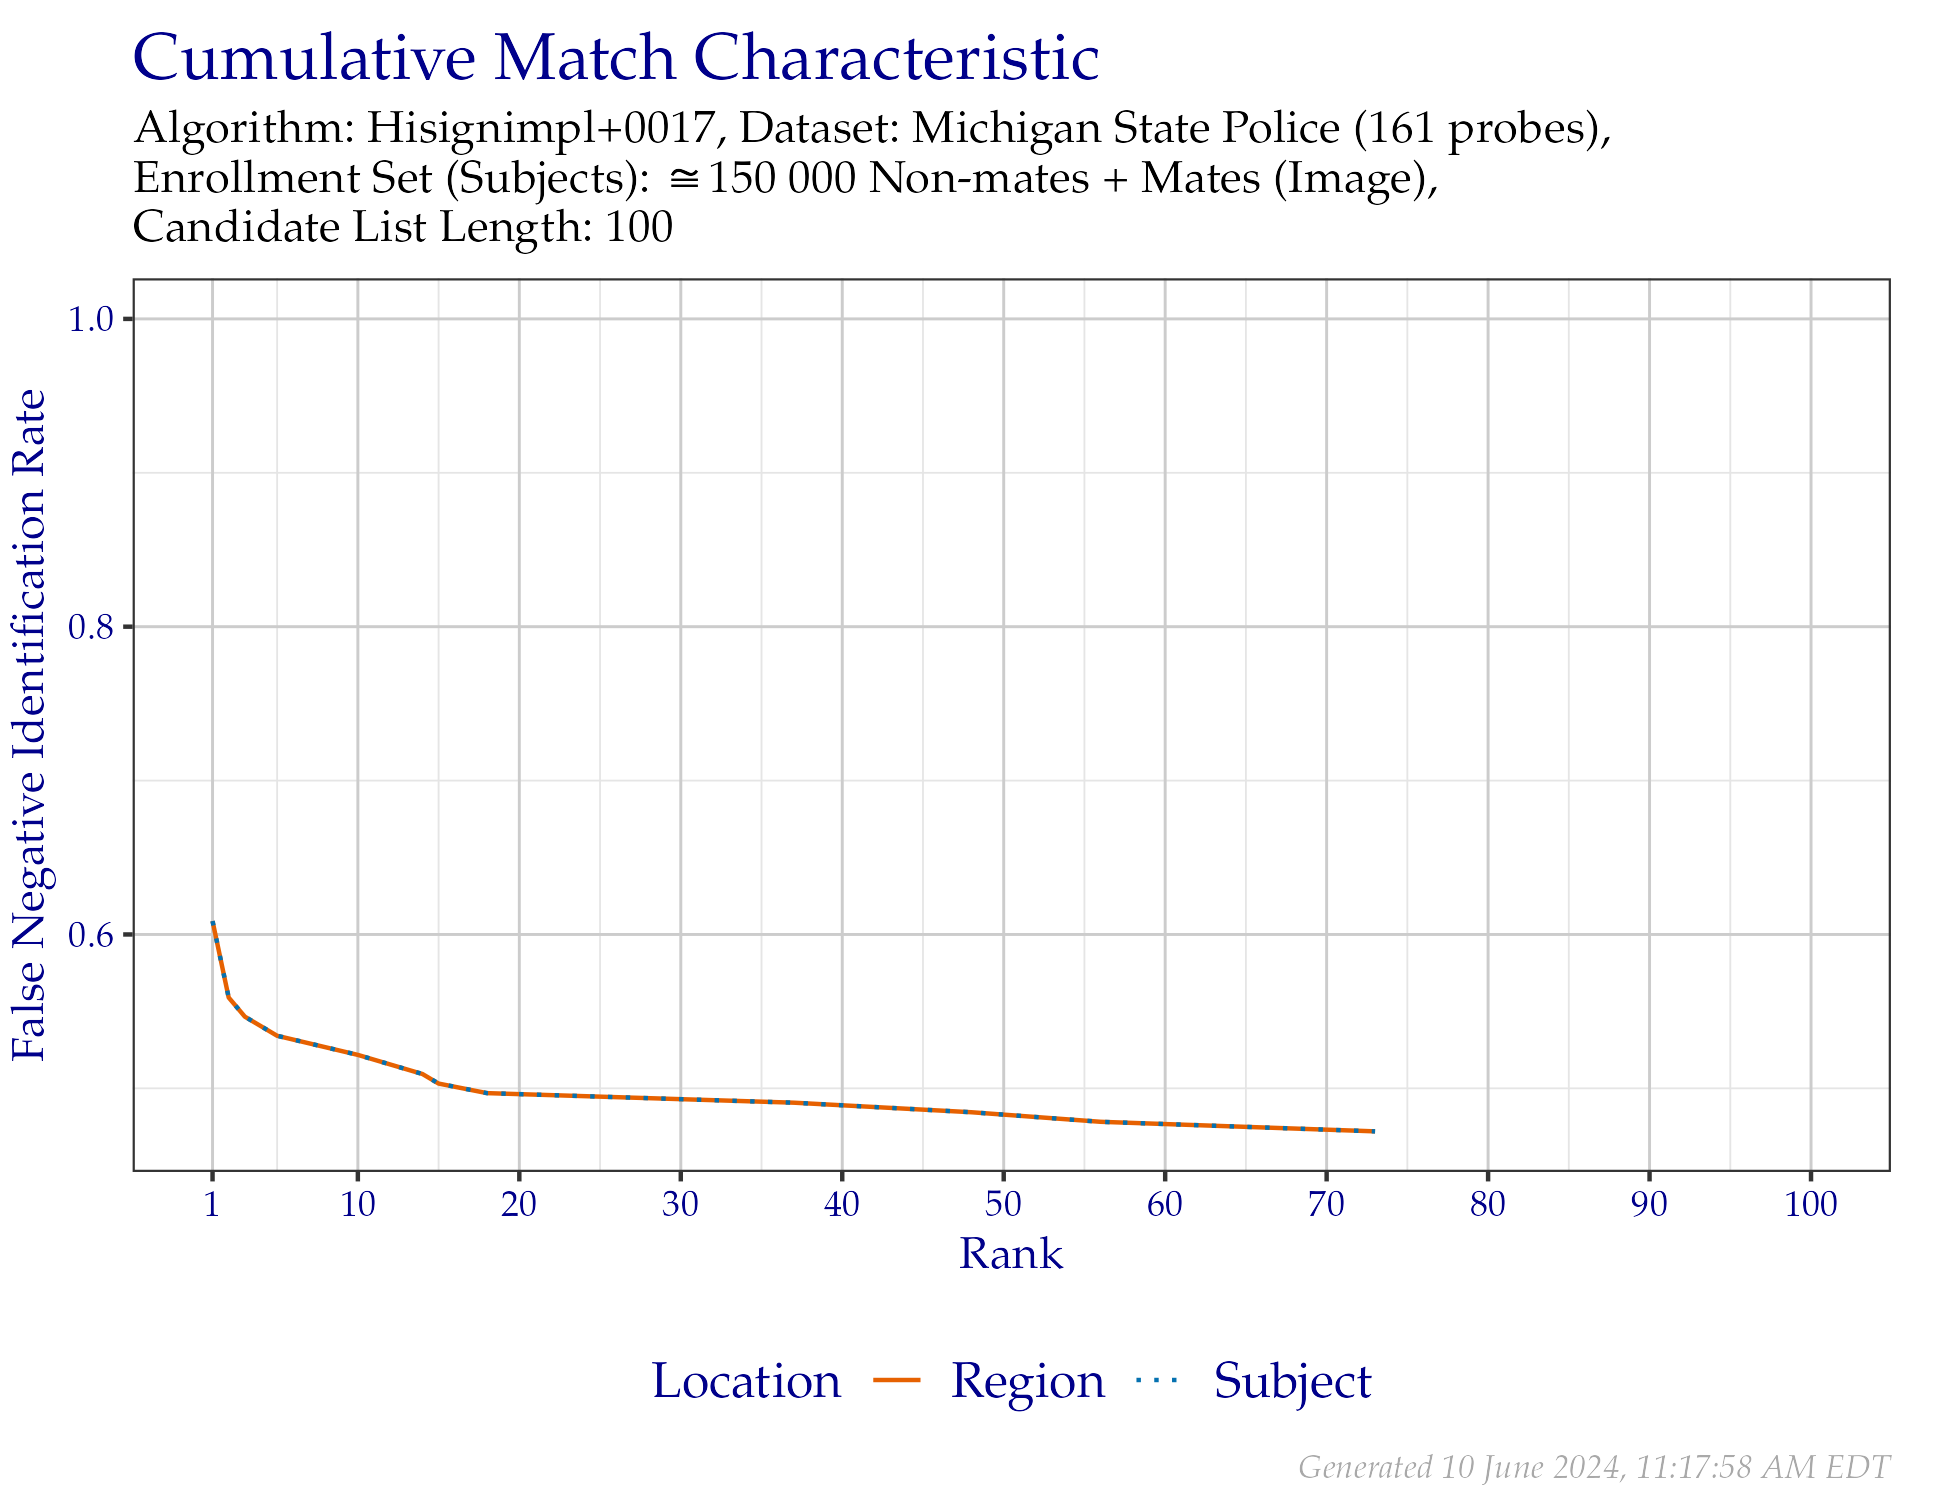 Cumulative Match Characteristic
Algorithm: Hisignimpl+0017, Dataset: Michigan State Police (161 probes),
Enrollment Set (Subjects): ≅ 150 000 Non-mates + Mates (Image),
Candidate List Length: 100
False Negative Identification Rate
1.0
0.8
0.6
1 10 20 30 40 50 60 70 80 90 100
Rank
Location Region Subject
Generated 10 June 2024, 11:17:58 AM EDT